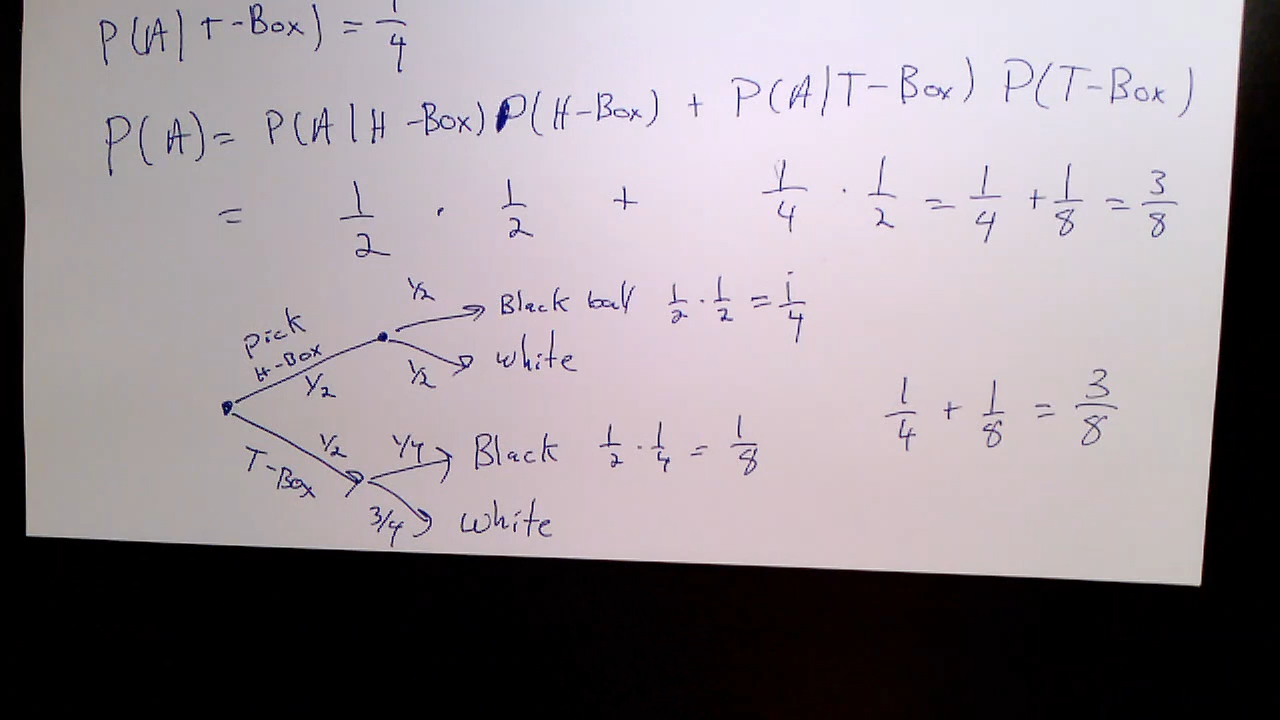 P(A| T-Box) = 1/4
P(A) = P(A|H-Box) P(H-Box) + P(A|T-Box) P(T-Box)
= 1/2 · 1/2 + 1/4 · 1/2 = 1/4 + 1/8 = 3/8
1/2 Black ball 1/2 · 1/2 = 1/4
Pick
H-Box
1/2
1/2 white
1/4 + 1/8 = 3/8
T-Box 1/2
1/4 Black 1/2 · 1/4 = 1/8
3/4 white